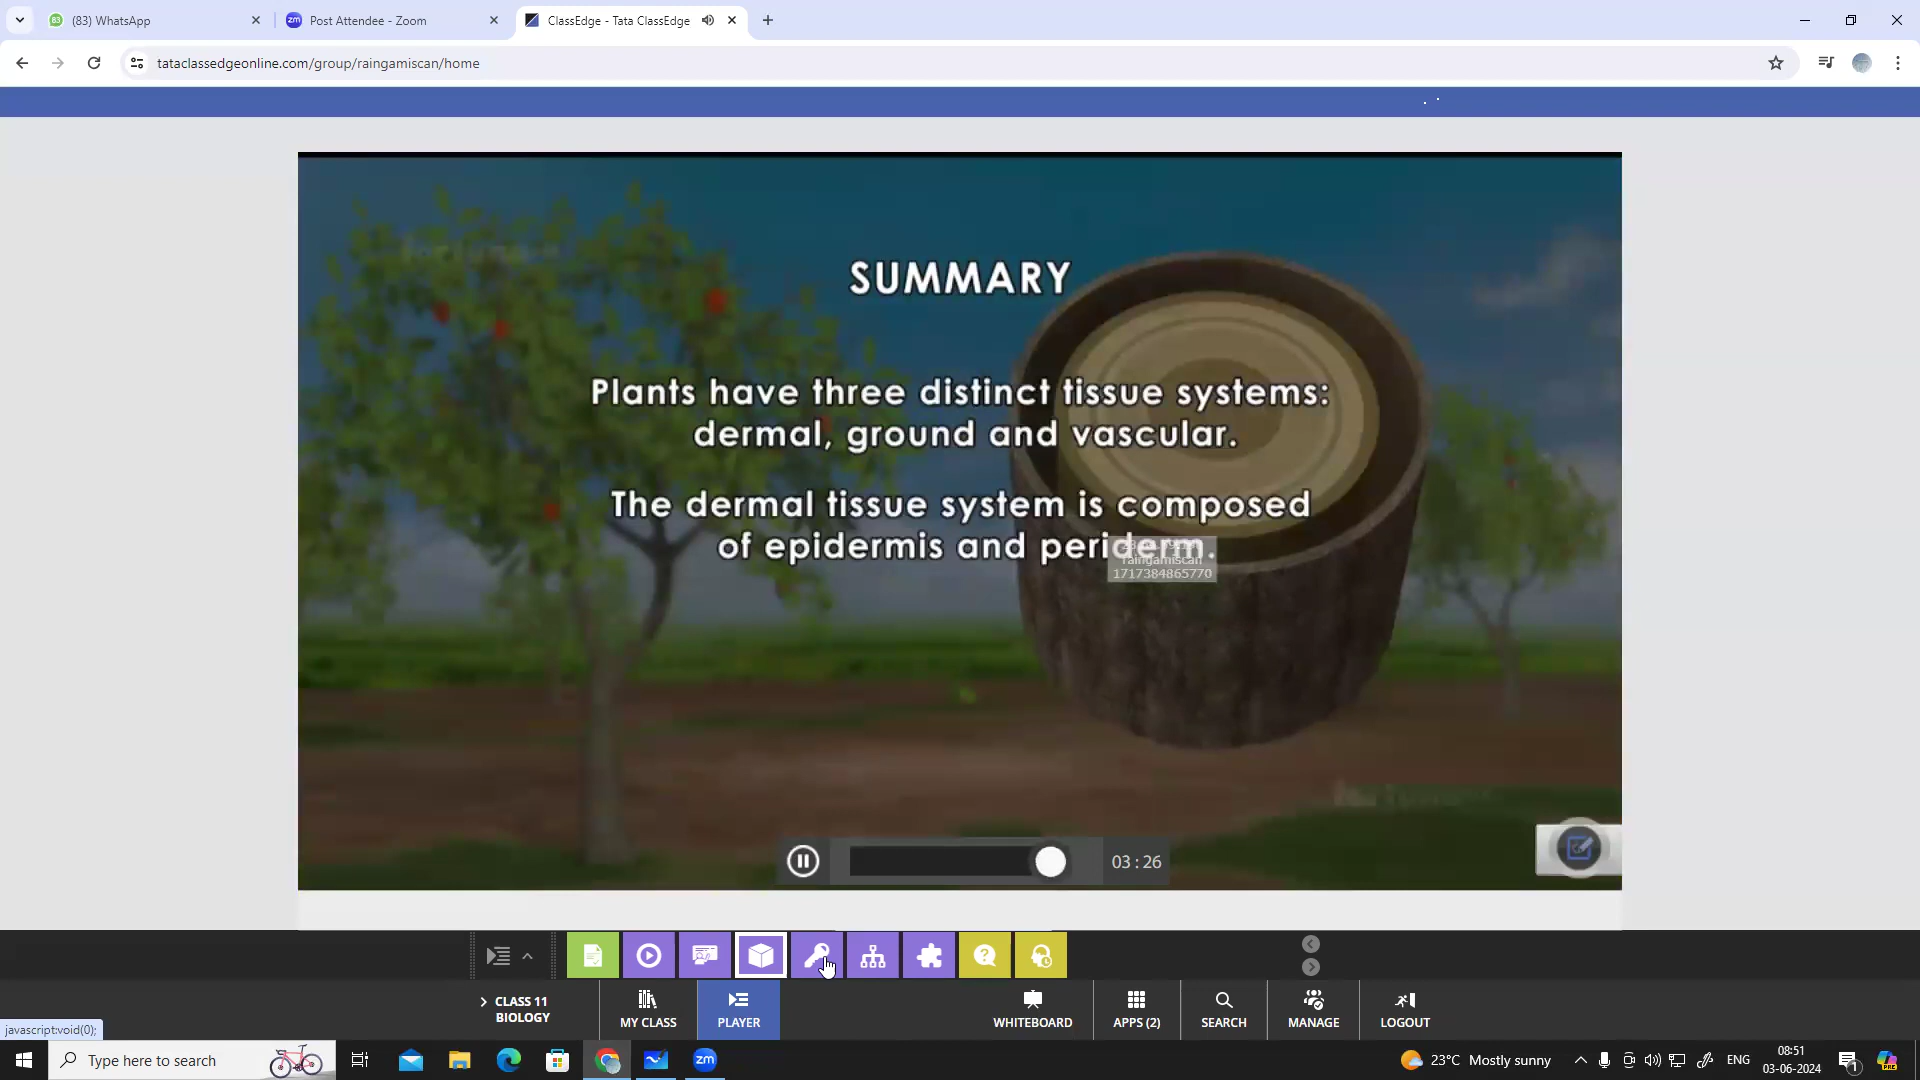 (83) WhatsApp
Post Attendee - Zoom
ClassEdge - Tata ClassEdge
tataclassedgeonline.com/group/raingamiscan/home
SUMMARY
Plants have three distinct tissue systems:
dermal, ground and vascular.
The dermal tissue system is composed
of epidermis and periderm.
raingamiscan
1717384865770
03 : 26
CLASS 11
BIOLOGY
MY CLASS
PLAYER
WHITEBOARD
APPS (2)
SEARCH
MANAGE
LOGOUT
javascript:void(0);
Type here to search
23°C Mostly sunny
ENG
08:51
03-06-2024